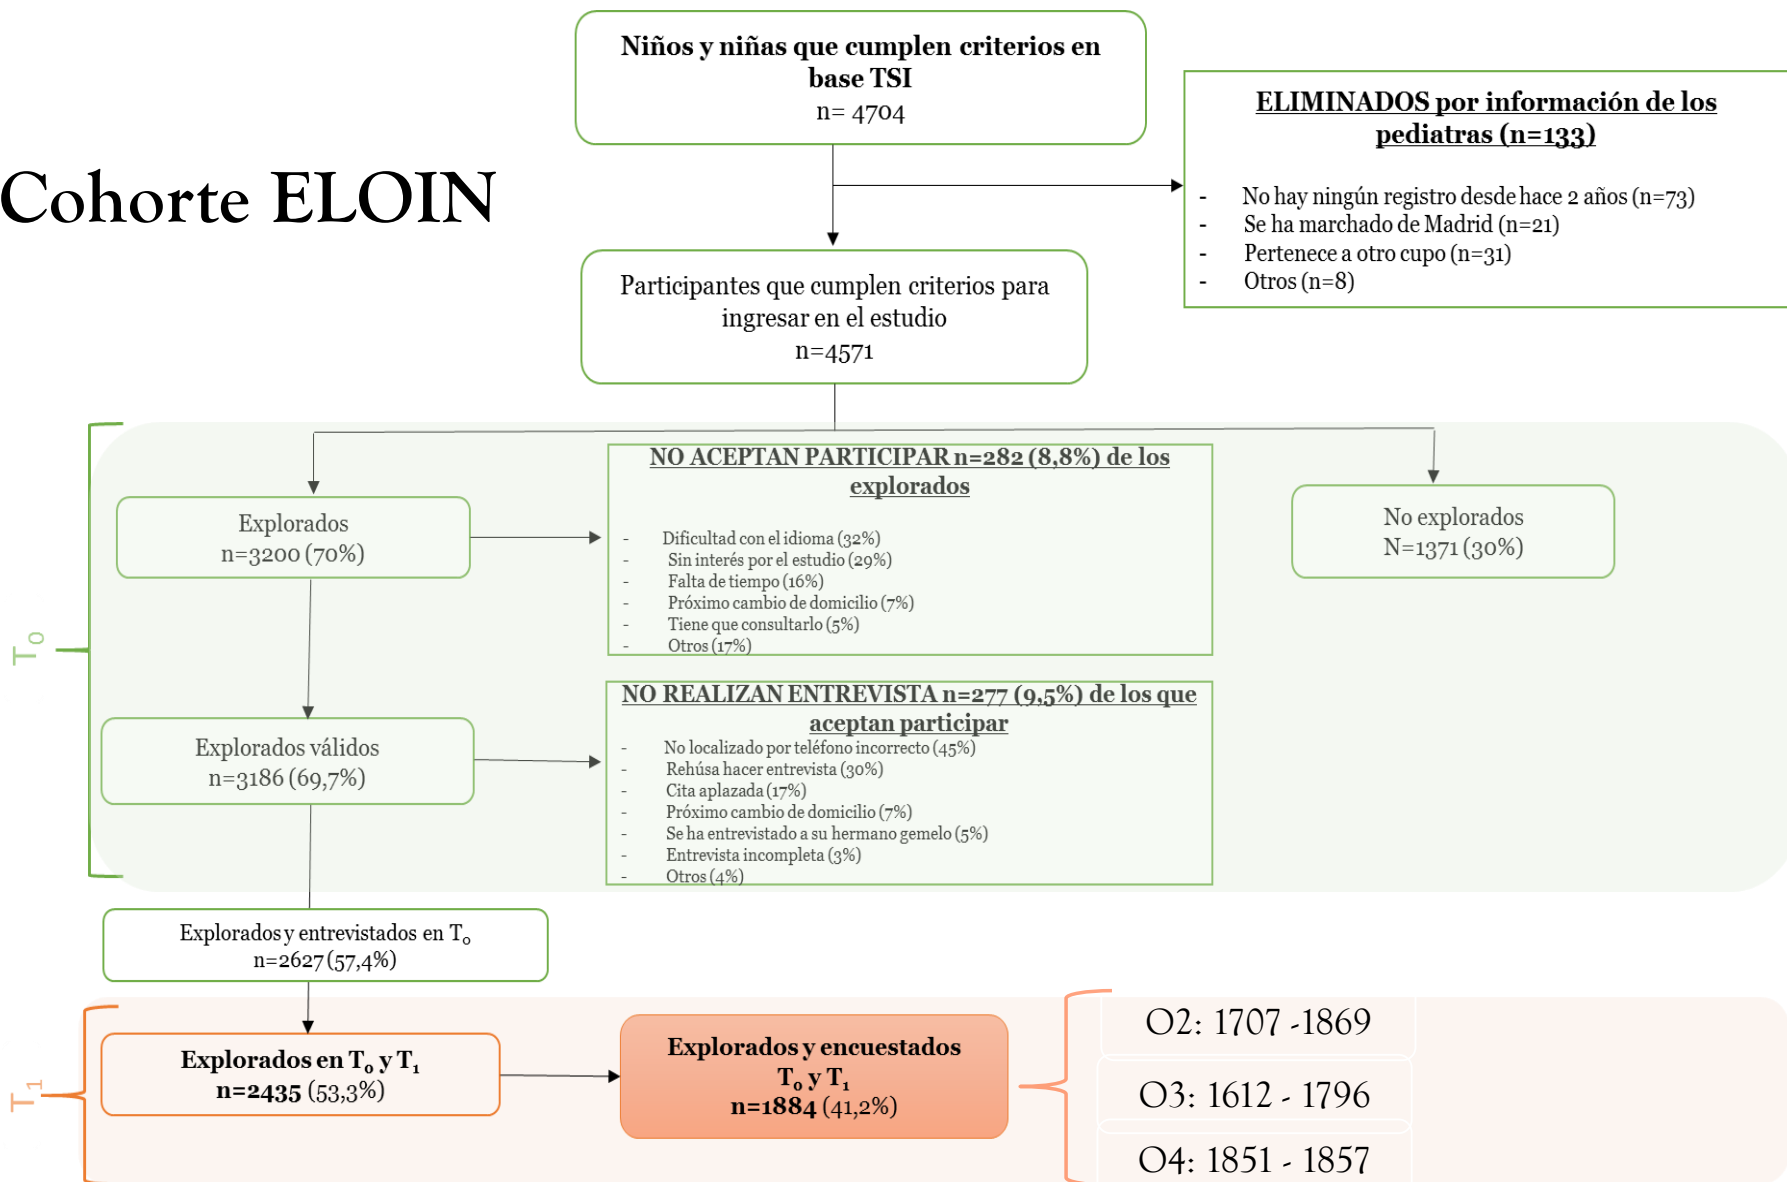 Niños y niñas que cumplen criterios en
base TSI
n= 4704
ELIMINADOS por información de los
pediatras (n=133)
- No hay ningún registro desde hace 2 años (n=73)
- Se ha marchado de Madrid (n=21)
- Pertenece a otro cupo (n=31)
- Otros (n=8)
Cohorte ELOIN
Participantes que cumplen criterios para
ingresar en el estudio
n=4571
T₀
Explorados
n=3200 (70%)
NO ACEPTAN PARTICIPAR n=282 (8,8%) de los
explorados
- Dificultad con el idioma (32%)
- Sin interés por el estudio (29%)
- Falta de tiempo (16%)
- Próximo cambio de domicilio (7%)
- Tiene que consultarlo (5%)
- Otros (17%)
No explorados
N=1371 (30%)
Explorados válidos
n=3186 (69,7%)
NO REALIZAN ENTREVISTA n=277 (9,5%) de los que
aceptan participar
- No localizado por teléfono incorrecto (45%)
- Rehúsa hacer entrevista (30%)
- Cita aplazada (17%)
- Próximo cambio de domicilio (7%)
- Se ha entrevistado a su hermano gemelo (5%)
- Entrevista incompleta (3%)
- Otros (4%)
Explorados y entrevistados en T₀
n=2627 (57,4%)
T₁
Explorados en T₀ y T₁
n=2435 (53,3%)
Explorados y encuestados
T₀ y T₁
n=1884 (41,2%)
O2: 1707 -1869
O3: 1612 - 1796
O4: 1851 - 1857